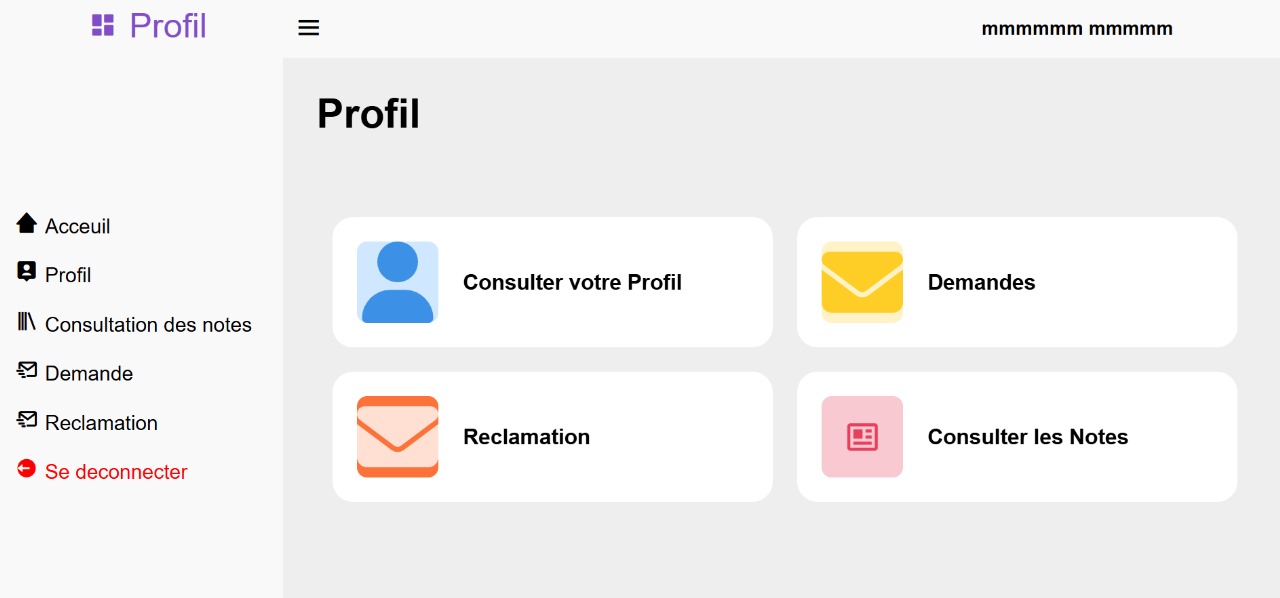 Profil
mmmmmm mmmmm
Profil
Acceuil
Profil
Consultation des notes
Demande
Reclamation
Se deconnecter
Consulter votre Profil
Demandes
Reclamation
Consulter les Notes